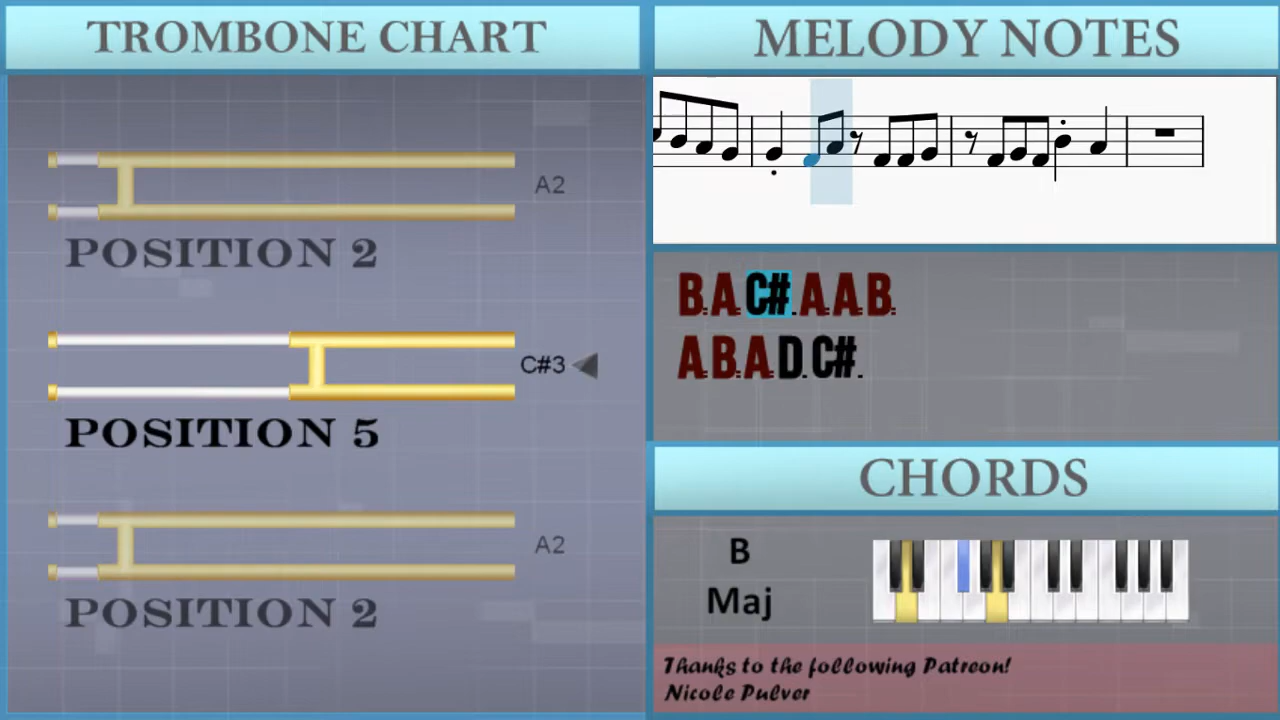 TROMBONE CHART
A2
POSITION 2
C#3
POSITION 5
A2
POSITION 2
MELODY NOTES
B.A.C#.A.A.B.
A.B.A.D.C#.
CHORDS
B
Maj
Thanks to the following Patreon!
Nicole Pulver